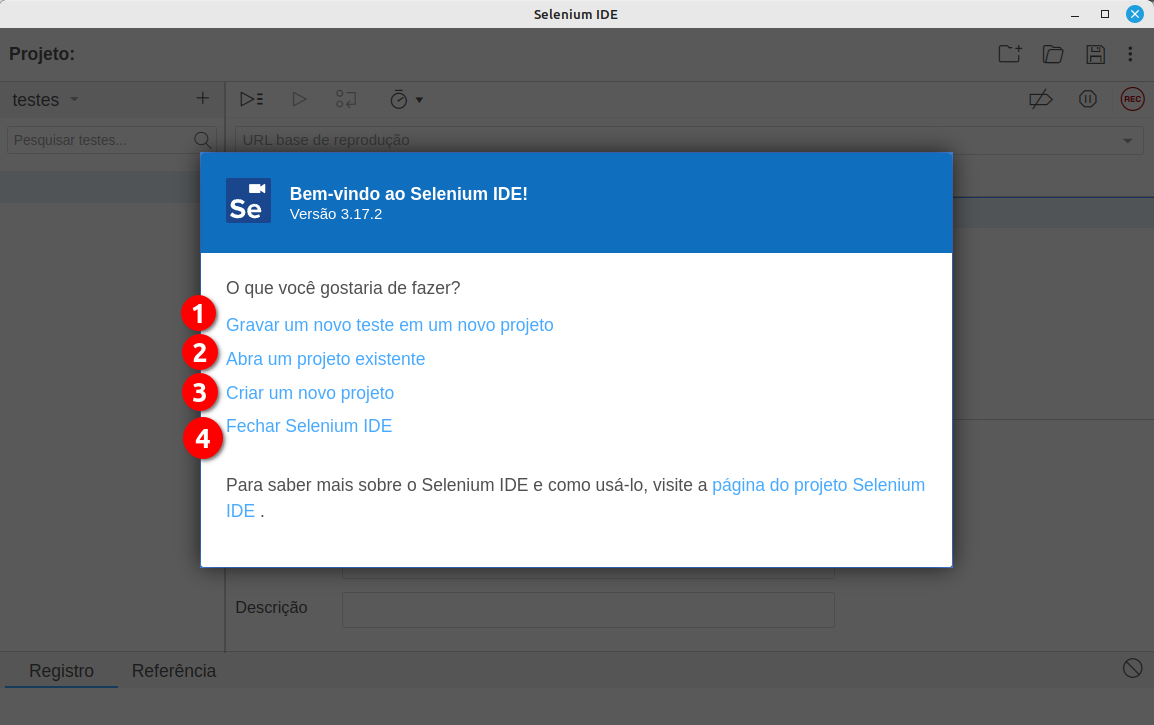 Selenium IDE
Projeto:
testes
REC
Pesquisar testes...
URL base de reprodução
Se
Bem-vindo ao Selenium IDE!
Versão 3.17.2
O que você gostaria de fazer?
1
Gravar um novo teste em um novo projeto
2
Abra um projeto existente
3
Criar um novo projeto
4
Fechar Selenium IDE
Para saber mais sobre o Selenium IDE e como usá-lo, visite a página do projeto Selenium
IDE .
Descrição
Registro Referência